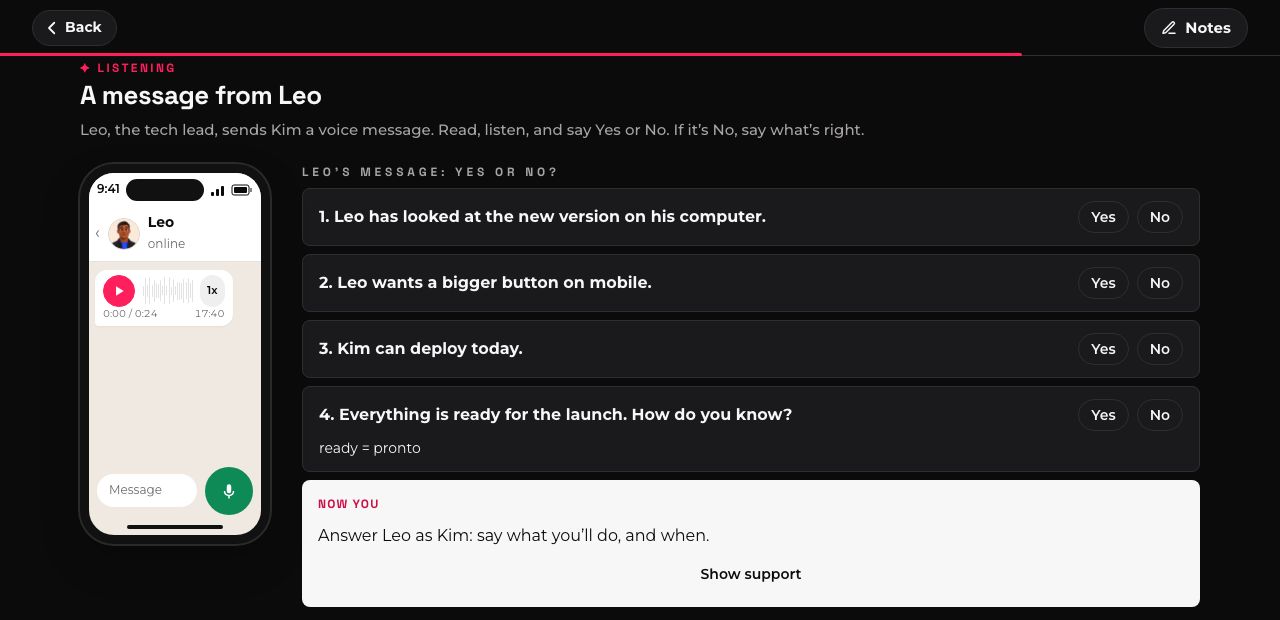 Back
Notes
LISTENING
A message from Leo
Leo, the tech lead, sends Kim a voice message. Read, listen, and say Yes or No. If it's No, say what's right.
9:41
Leo
online
1x
0:00 / 0:24
17:40
Message
LEO'S MESSAGE: YES OR NO?
1. Leo has looked at the new version on his computer.
Yes
No
2. Leo wants a bigger button on mobile.
Yes
No
3. Kim can deploy today.
Yes
No
4. Everything is ready for the launch. How do you know?
Yes
No
ready = pronto
NOW YOU
Answer Leo as Kim: say what you'll do, and when.
Show support